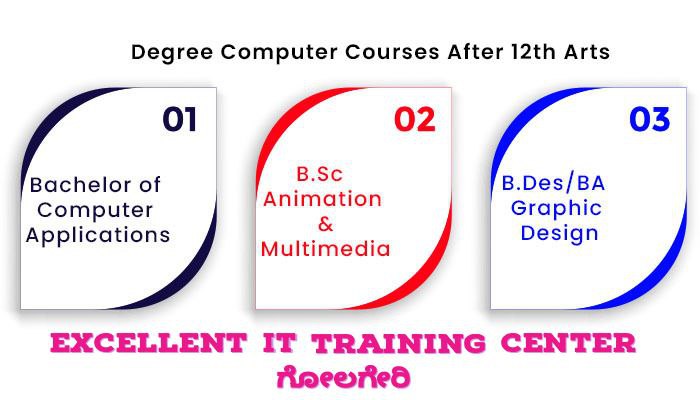 Degree Computer Courses After 12th Arts
01
Bachelor of
Computer
Applications
02
B.Sc
Animation
&
Multimedia
03
B.Des/BA
Graphic
Design
EXCELLENT IT TRAINING CENTER
ಗೋಲಗೇರಿ